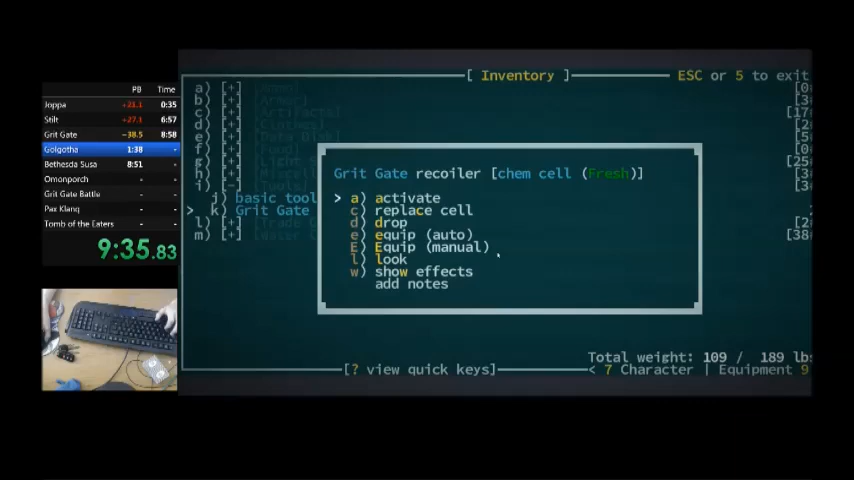 PB Time
Joppa +21.1 0:35
Stilt +27.1 6:57
Grit Gate −38.5 8:58
Golgotha 1:38 -
Bethesda Susa 8:51 -
Omonporch - -
Grit Gate Battle - -
Pax Klanq - -
Tomb of the Eaters - -
9:35.83
[ Inventory ]
ESC or 5 to exit
a) [+]
b) [+]
c) [+]
d) [+]
e) [+]
f) [+]
g) [+]
h) [+]
i) [-]
j) basic tool
> k) Grit Gate
l) [+]
m) [+]
Grit Gate recoiler [chem cell (Fresh)]
> a) activate
c) replace cell
d) drop
e) equip (auto)
E) Equip (manual)
l) look
w) show effects
add notes
Total weight: 109 / 189 lbs
[? view quick keys]
< 7 Character | Equipment 9